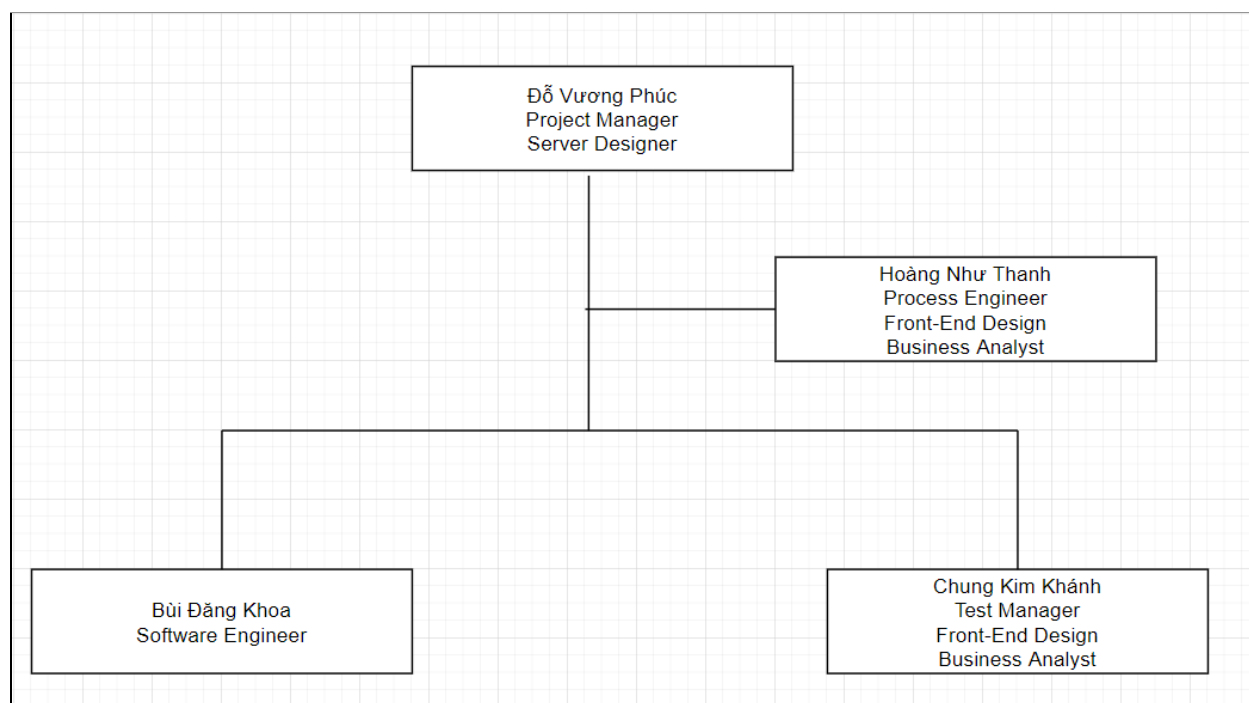 Đỗ Vương Phúc
Project Manager
Server Designer
Hoàng Như Thanh
Process Engineer
Front-End Design
Business Analyst
Bùi Đăng Khoa
Software Engineer
Chung Kim Khánh
Test Manager
Front-End Design
Business Analyst